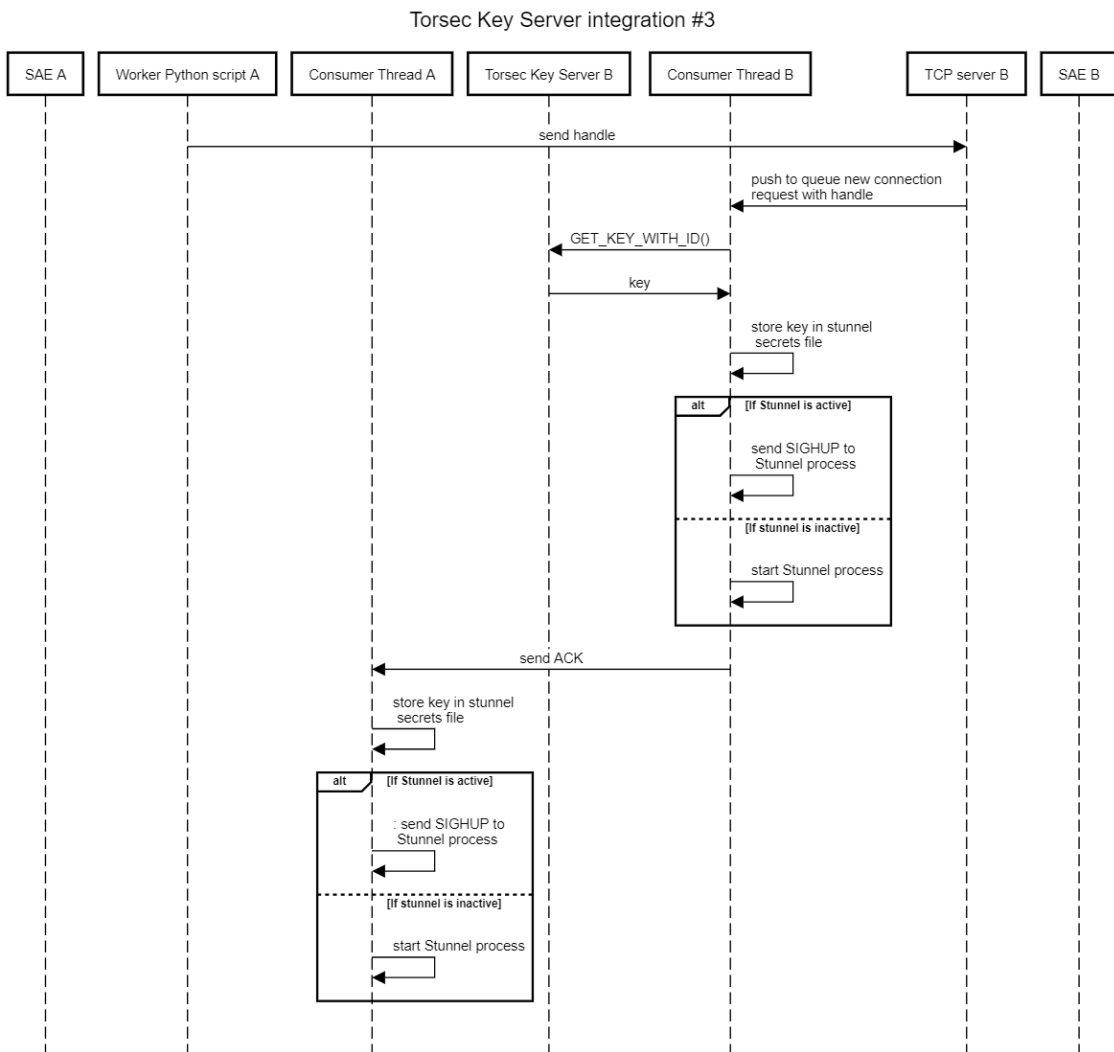 Torsec Key Server integration #3
SAE A
Worker Python script A
Consumer Thread A
Torsec Key Server B
Consumer Thread B
TCP server B
SAE B
send handle
push to queue new connection
request with handle
GET_KEY_WITH_ID()
key
store key in stunnel
secrets file
alt
[If Stunnel is active]
send SIGHUP to
Stunnel process
[If stunnel is inactive]
start Stunnel process
send ACK
store key in stunnel
secrets file
alt
[If Stunnel is active]
: send SIGHUP to
Stunnel process
[If stunnel is inactive]
start Stunnel process